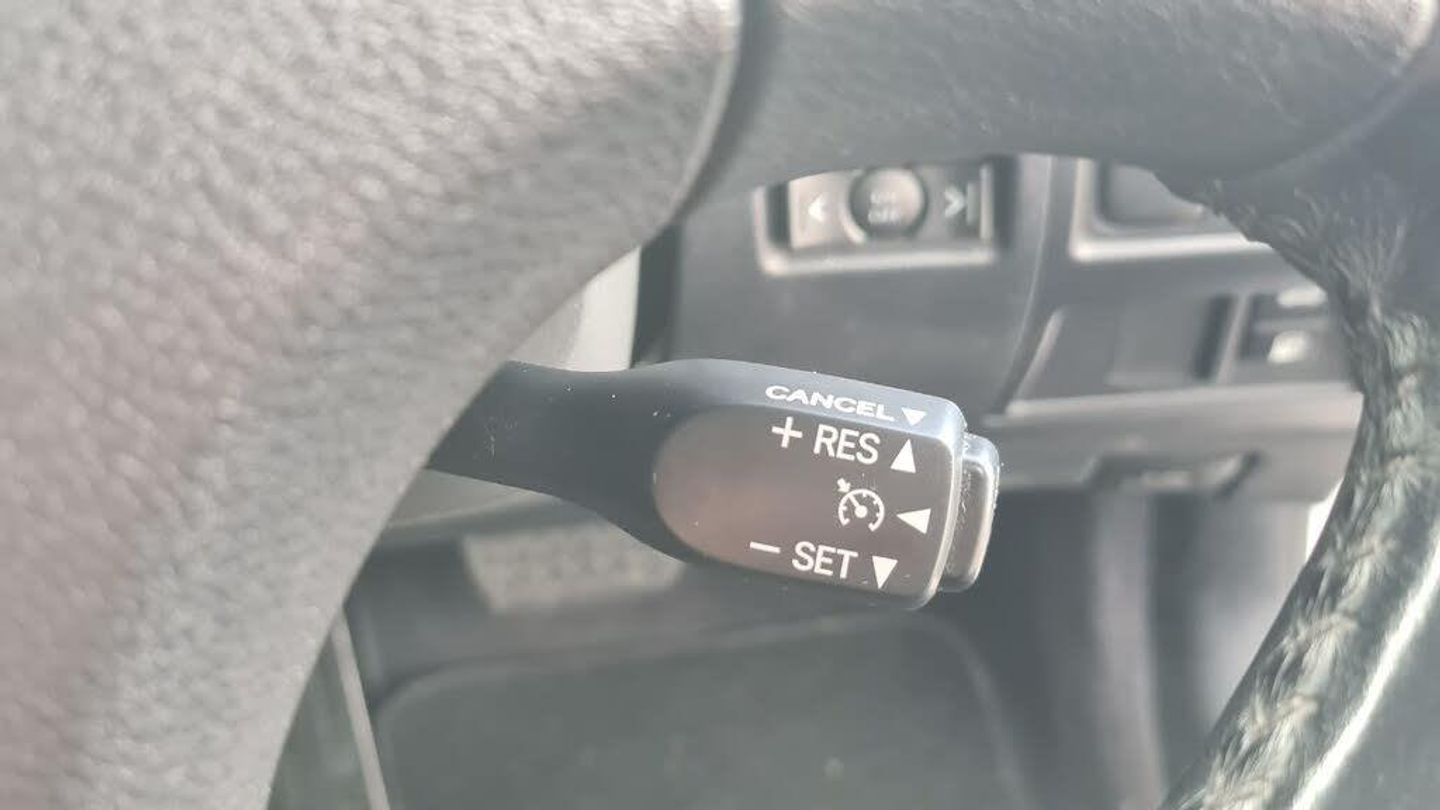 CANCEL
+ RES
– SET